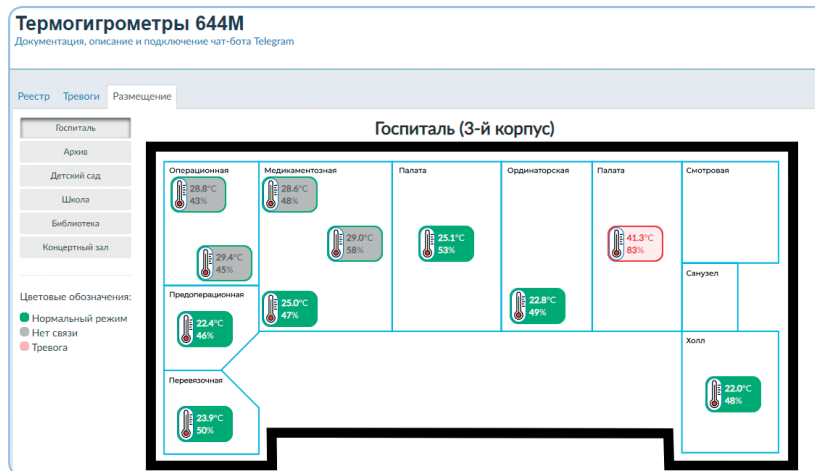 Термогигрометры 644М
Документация, описание и подключение чат-бота Telegram
Реестр Тревоги Размещение
Госпиталь
Архив
Детский сад
Школа
Библиотека
Концертный зал
Цветовые обозначения:
Нормальный режим
Нет связи
Тревога
Госпиталь (3-й корпус)
Операционная
28.8°C
43%
29.4°C
45%
Медикаментозная
28.6°C
48%
29.0°C
58%
25.0°C
47%
Палата
25.1°C
53%
Ординаторская
22.8°C
49%
Палата
41.3°C
83%
Смотровая
Санузел
Предоперационная
22.4°C
46%
Холл
22.0°C
48%
Перевязочная
23.9°C
50%